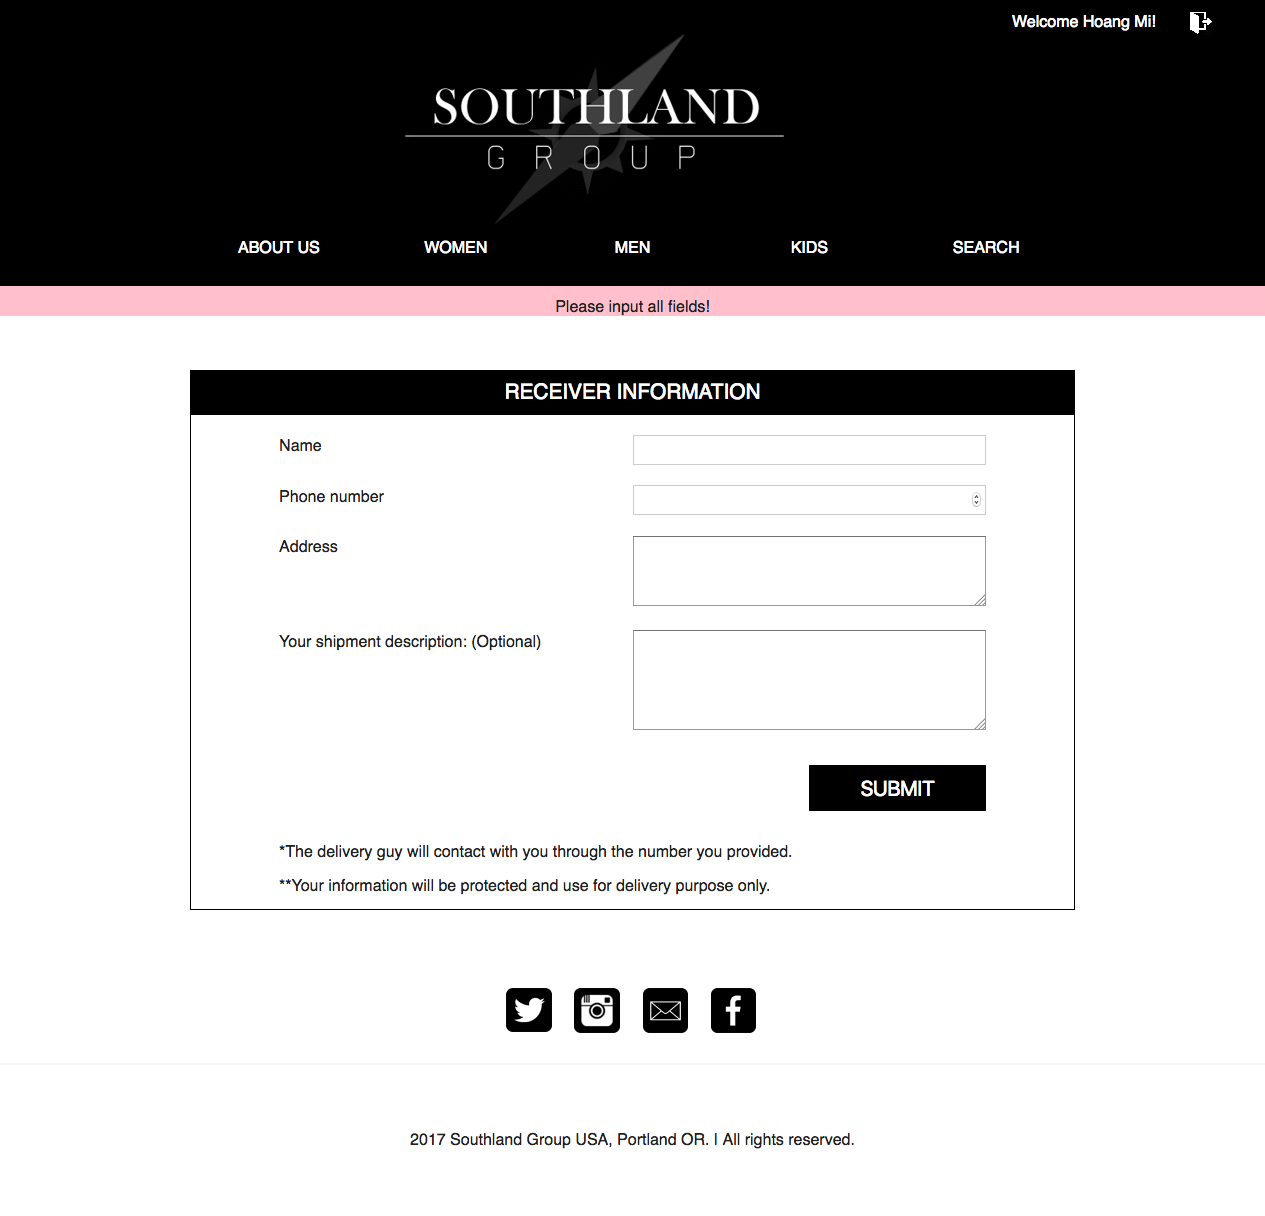 Welcome Hoang Mi!
SOUTHLAND
GROUP
ABOUT US WOMEN MEN KIDS SEARCH
Please input all fields!
RECEIVER INFORMATION
Name
Phone number
Address
Your shipment description: (Optional)
SUBMIT
*The delivery guy will contact with you through the number you provided.
**Your information will be protected and use for delivery purpose only.
2017 Southland Group USA, Portland OR. | All rights reserved.